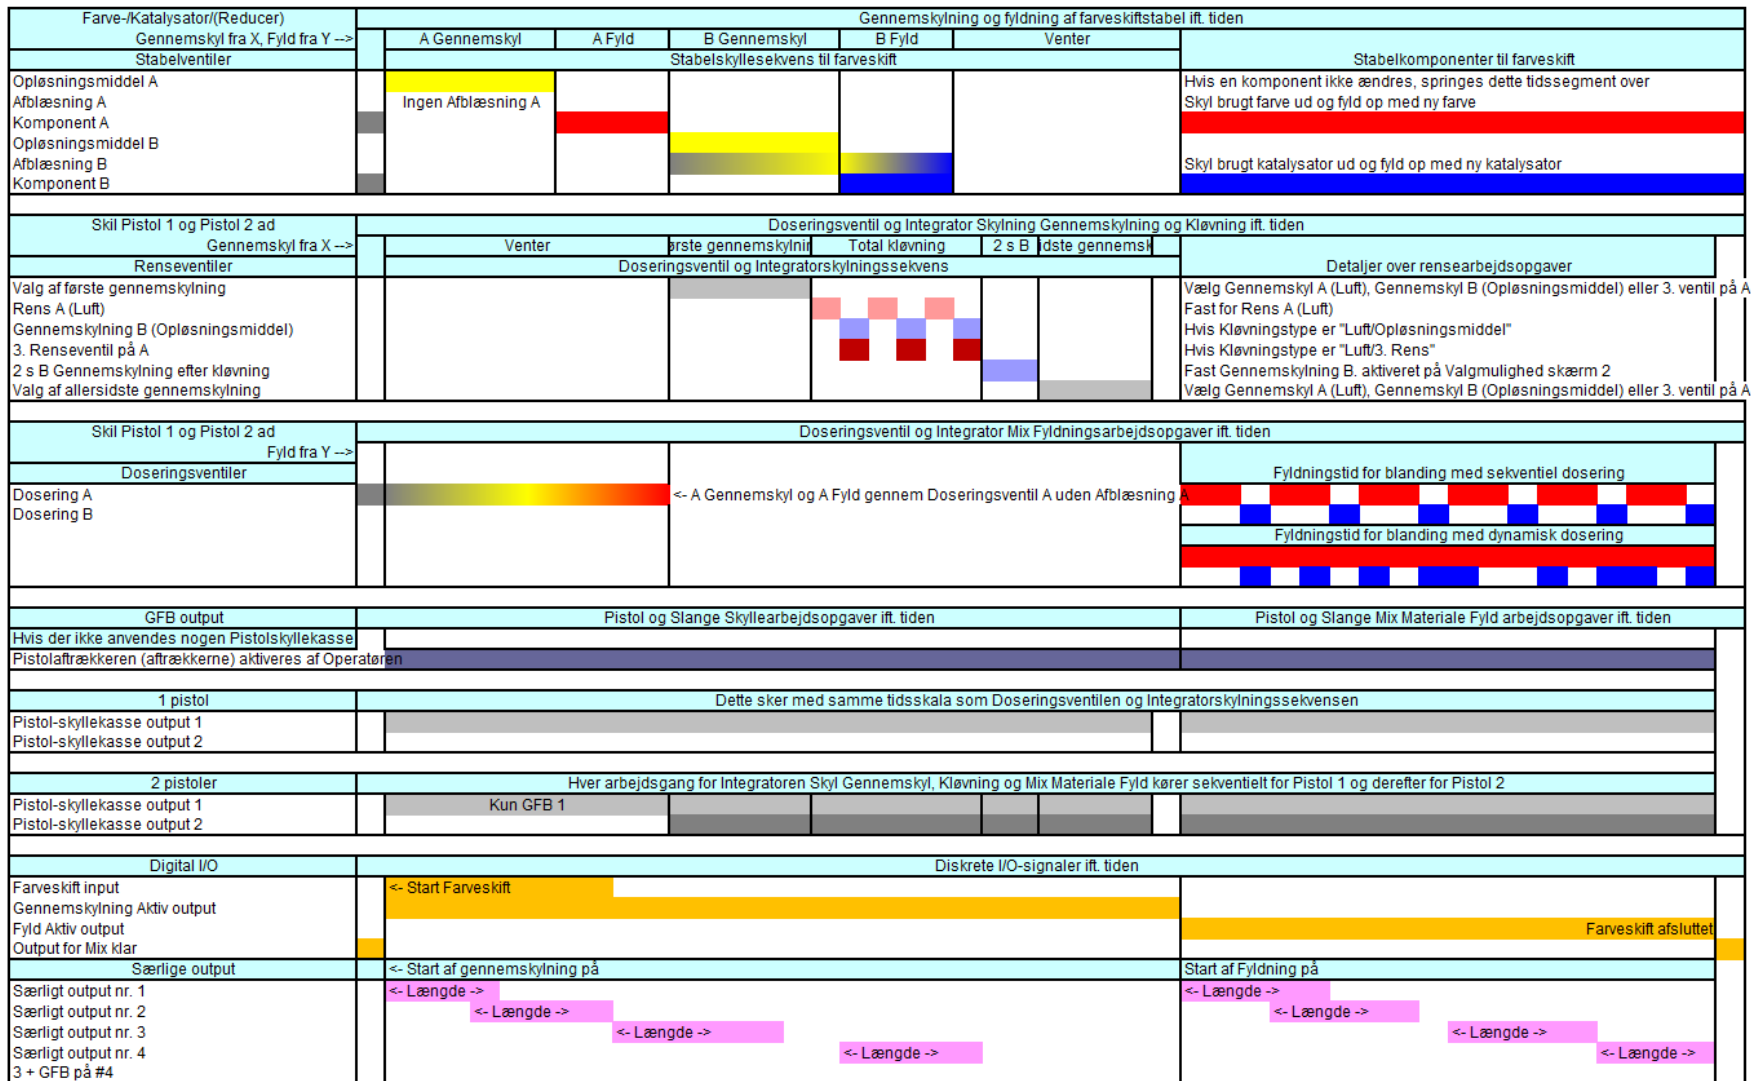 Farve-/Katalysator/(Reducer) Gennemskylning og fyldning af farveskiftstabel ift. tiden
Gennemskyl fra X, Fyld fra Y --> A Gennemskyl A Fyld B Gennemskyl B Fyld Venter
Stabelventiler Stabelskyllesekvens til farveskift Stabelkomponenter til farveskift
Opløsningsmiddel A Hvis en komponent ikke ændres, springes dette tidssegment over
Afblæsning A Ingen Afblæsning A Skyl brugt farve ud og fyld op med ny farve
Komponent A
Opløsningsmiddel B
Afblæsning B Skyl brugt katalysator ud og fyld op med ny katalysator
Komponent B
Skil Pistol 1 og Pistol 2 ad Doseringsventil og Integrator Skylning Gennemskylning og Kløvning ift. tiden
Gennemskyl fra X --> Venter ørste gennemskylnin Total kløvning 2 s B idste gennemsk
Renseventiler Doseringsventil og Integratorskylningssekvens Detaljer over rensearbejdsopgaver
Valg af første gennemskylning Vælg Gennemskyl A (Luft), Gennemskyl B (Opløsningsmiddel) eller 3. ventil på A
Rens A (Luft) Fast for Rens A (Luft)
Gennemskylning B (Opløsningsmiddel) Hvis Kløvningstype er "Luft/Opløsningsmiddel"
3. Renseventil på A Hvis Kløvningstype er "Luft/3. Rens"
2 s B Gennemskylning efter kløvning Fast Gennemskylning B. aktiveret på Valgmulighed skærm 2
Valg af allersidste gennemskylning Vælg Gennemskyl A (Luft), Gennemskyl B (Opløsningsmiddel) eller 3. ventil på A
Skil Pistol 1 og Pistol 2 ad Doseringsventil og Integrator Mix Fyldningsarbejdsopgaver ift. tiden
Fyld fra Y -->
Doseringsventiler Fyldningstid for blanding med sekventiel dosering
Dosering A <- A Gennemskyl og A Fyld gennem Doseringsventil A uden Afblæsning A
Dosering B
Fyldningstid for blanding med dynamisk dosering
GFB output Pistol og Slange Skyllearbejdsopgaver ift. tiden Pistol og Slange Mix Materiale Fyld arbejdsopgaver ift. tiden
Hvis der ikke anvendes nogen Pistolskyllekasse
Pistolaftrækkeren (aftrækkerne) aktiveres af Operatøren
1 pistol Dette sker med samme tidsskala som Doseringsventilen og Integratorskylningssekvensen
Pistol-skyllekasse output 1
Pistol-skyllekasse output 2
2 pistoler Hver arbejdsgang for Integratoren Skyl Gennemskyl, Kløvning og Mix Materiale Fyld kører sekventielt for Pistol 1 og derefter for Pistol 2
Pistol-skyllekasse output 1 Kun GFB 1
Pistol-skyllekasse output 2
Digital I/O Diskrete I/O-signaler ift. tiden
Farveskift input <- Start Farveskift
Gennemskylning Aktiv output
Fyld Aktiv output Farveskift afsluttet
Output for Mix klar
Særlige output <- Start af gennemskylning på Start af Fyldning på
Særligt output nr. 1 <- Længde -> <- Længde ->
Særligt output nr. 2 <- Længde -> <- Længde ->
Særligt output nr. 3 <- Længde -> <- Længde ->
Særligt output nr. 4 <- Længde -> <- Længde ->
3 + GFB på #4